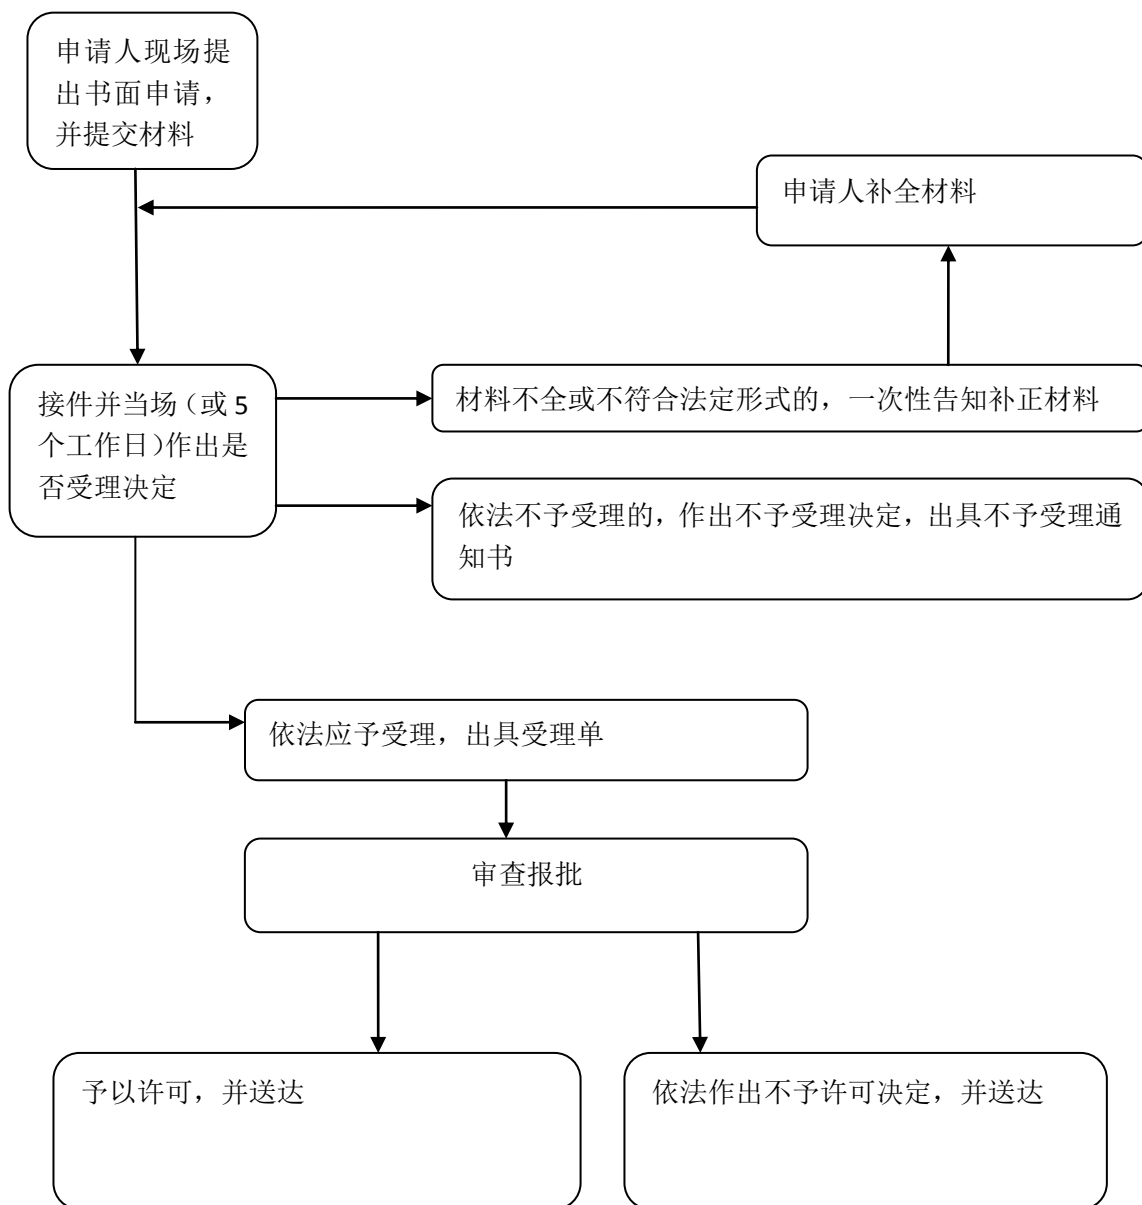 申请人现场提
出书面申请，
并提交材料
申请人补全材料
接件并当场（或 5
个工作日）作出是
否受理决定
材料不全或不符合法定形式的，一次性告知补正材料
依法不予受理的，作出不予受理决定，出具不予受理通
知书
依法应予受理，出具受理单
审查报批
予以许可，并送达
依法作出不予许可决定，并送达